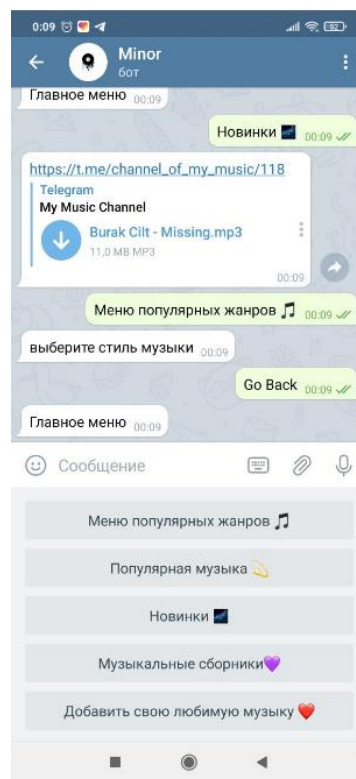 0:09
Minor
бот
Главное меню 00:09
Новинки 🌌 00:09
https://t.me/channel_of_my_music/118
Telegram
My Music Channel
Burak Cilt - Missing.mp3
11,0 MB MP3
00:09
Меню популярных жанров 🎵 00:09
выберите стиль музыки 00:09
Go Back 00:09
Главное меню 00:09
Сообщение
Меню популярных жанров 🎵
Популярная музыка 💫
Новинки 🌌
Музыкальные сборники💜
Добавить свою любимую музыку ❤️